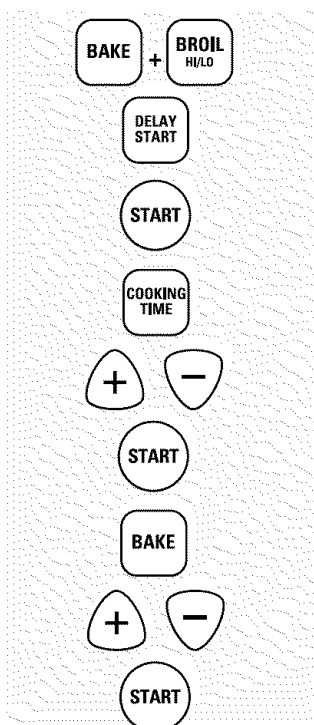 BAKE + BROIL
HI/LO
DELAY
START
START
COOKING
TIME
+ −
START
BAKE
+ −
START